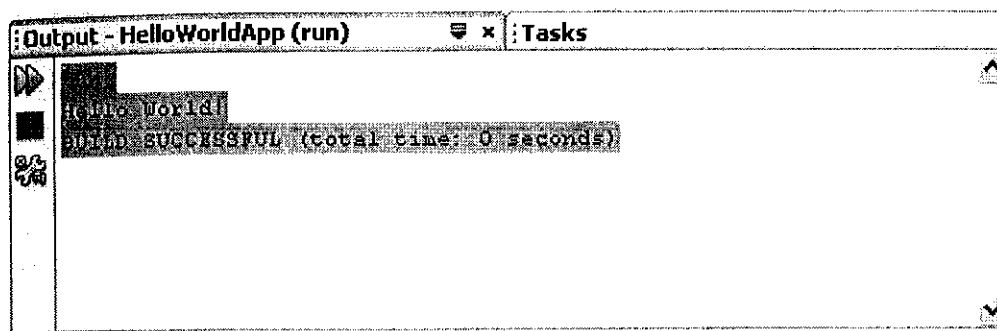 Output - HelloWorldApp (run)
Tasks
Hello World!
BUILD SUCCESSFUL (total time: 0 seconds)